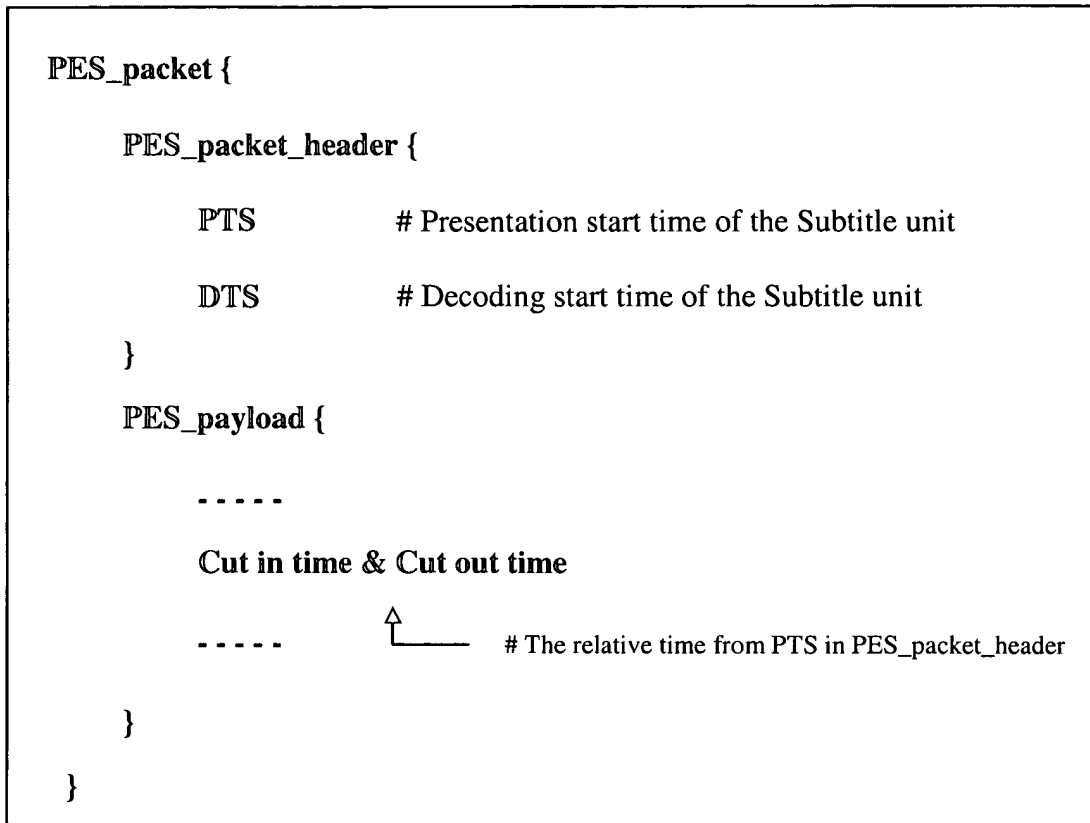 PES_packet {
PES_packet_header {
PTS # Presentation start time of the Subtitle unit
DTS # Decoding start time of the Subtitle unit
}
PES_payload {
- - - - -
Cut in time & Cut out time
- - - - - # The relative time from PTS in PES_packet_header
}
}